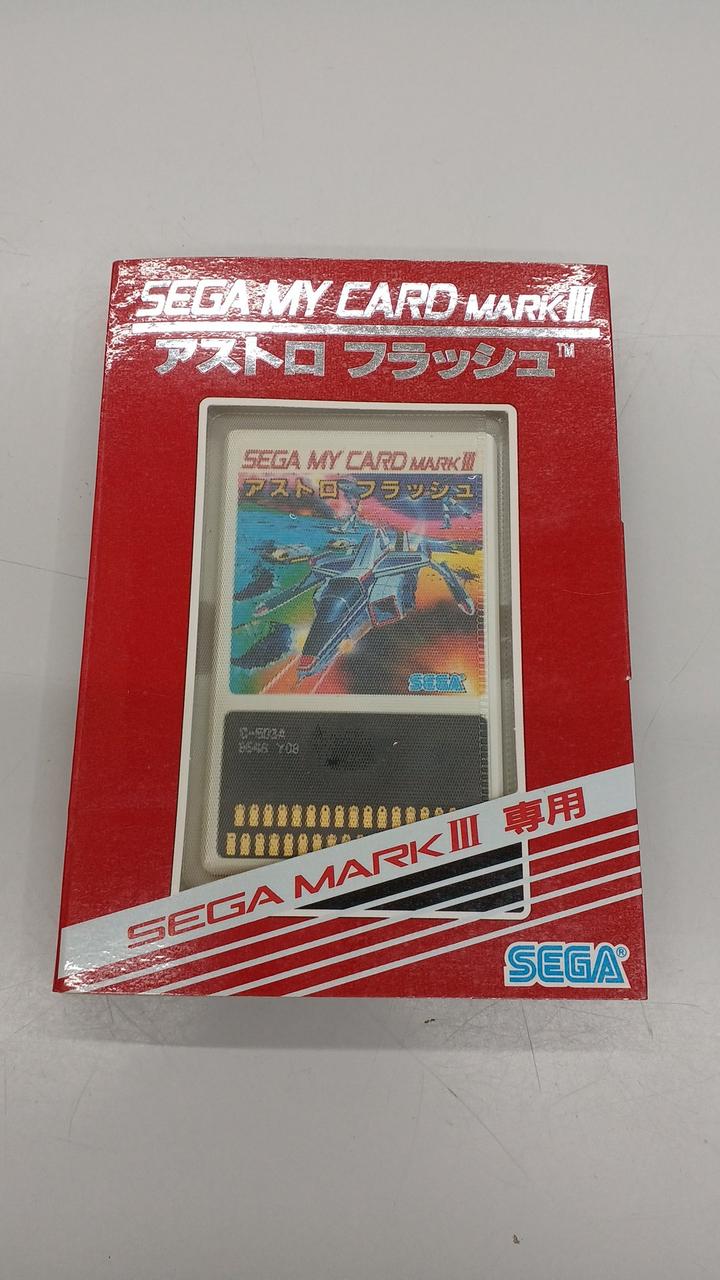 SEGA MY CARD MARK III
アストロ フラッシュ™
SEGA MY CARD MARK III
アストロ フラッシュ
SEGA
C-503A
SEGA MARK III 専用
SEGA®